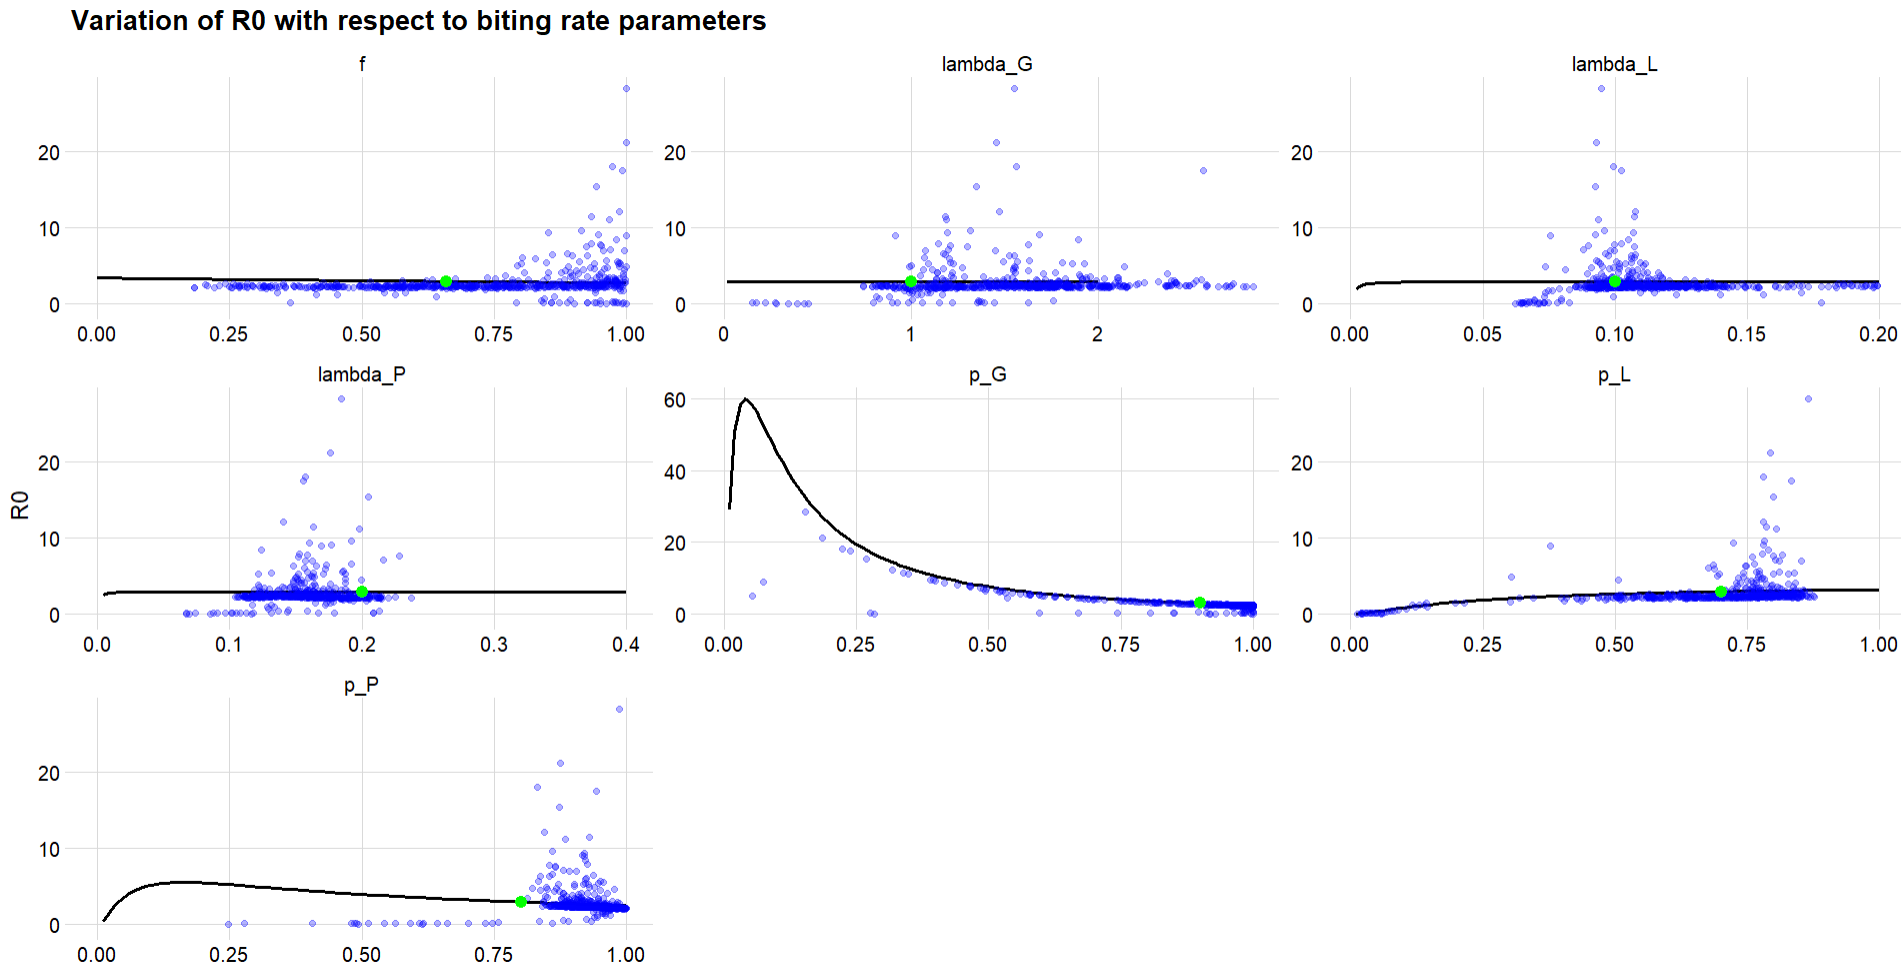 Variation of R0 with respect to biting rate parameters
f lambda_G lambda_L
20 20 20
10 10 10
0 0 0
0.00 0.25 0.50 0.75 1.00 0 1 2 0.00 0.05 0.10 0.15 0.20
lambda_P p_G p_L
60
20 40 20
10 20 10
0 0 0
R0
0.0 0.1 0.2 0.3 0.4 0.00 0.25 0.50 0.75 1.00 0.00 0.25 0.50 0.75 1.00
p_P
20
10
0
0.00 0.25 0.50 0.75 1.00